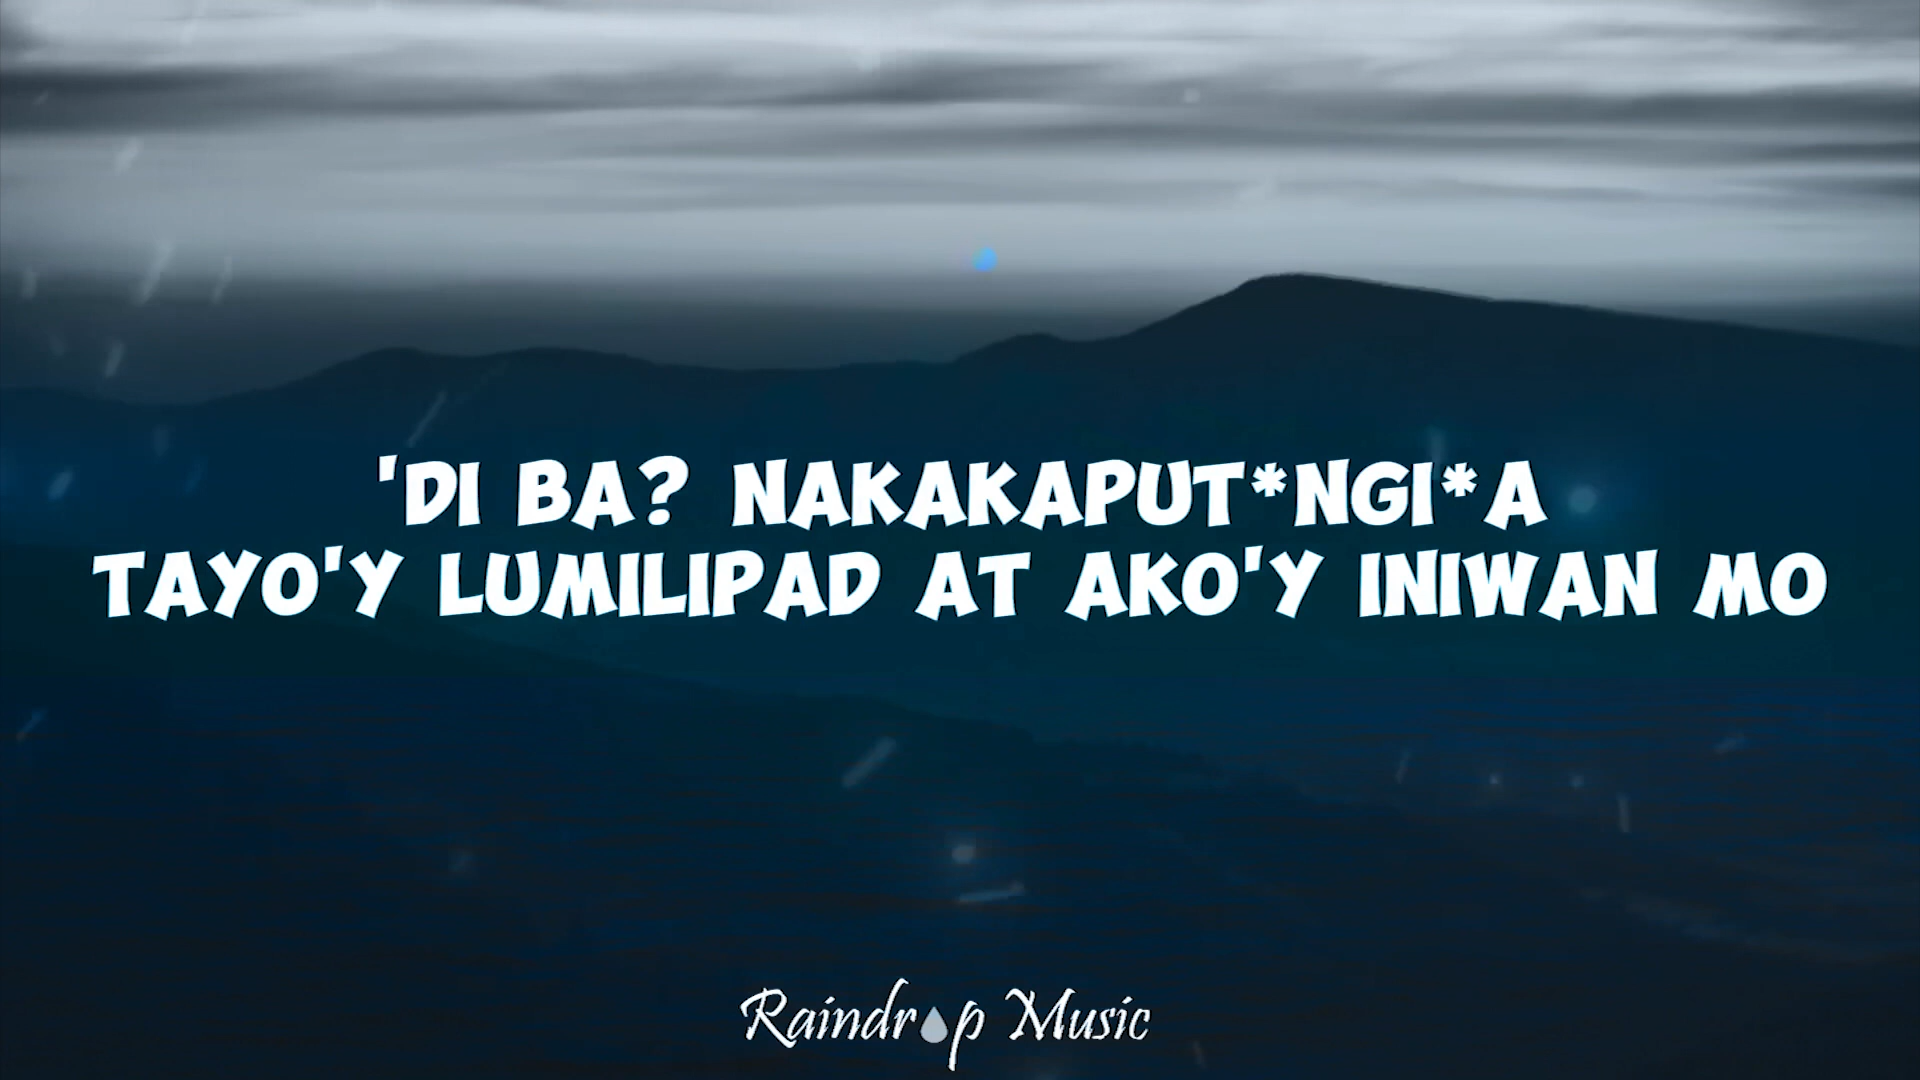 'DI BA? NAKAKAPUT*NGI*A
TAYO'Y LUMILIPAD AT AKO'Y INIWAN MO
Raindrop Music